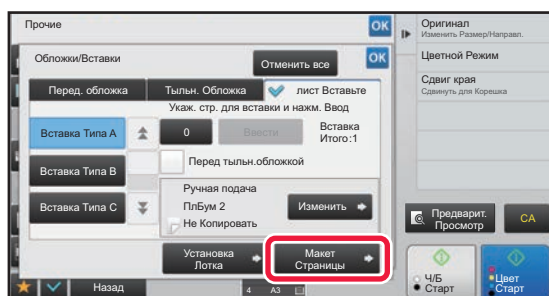 Прочие
OK
Обложки/Вставки
Отменить все
OK
Перед. обложка
Тыльн. Обложка
лист Вставьте
Укаж. стр. для вставки и нажм. Ввод
Вставка Типа A
0
Ввести
Вставка
Итого:1
Вставка Типа B
Перед тыльн.обложкой
Вставка Типа C
Ручная подача
ПлБум 2
Не Копировать
Изменить
Установка
Лотка
Макет
Страницы
Назад
4 A3
Оригинал
Изменить Размер/Направл.
Цветной Режим
Сдвиг края
Сдвинуть для Корешка
Предварит.
Просмотр
CA
Ч/Б
Старт
Цвет
Старт